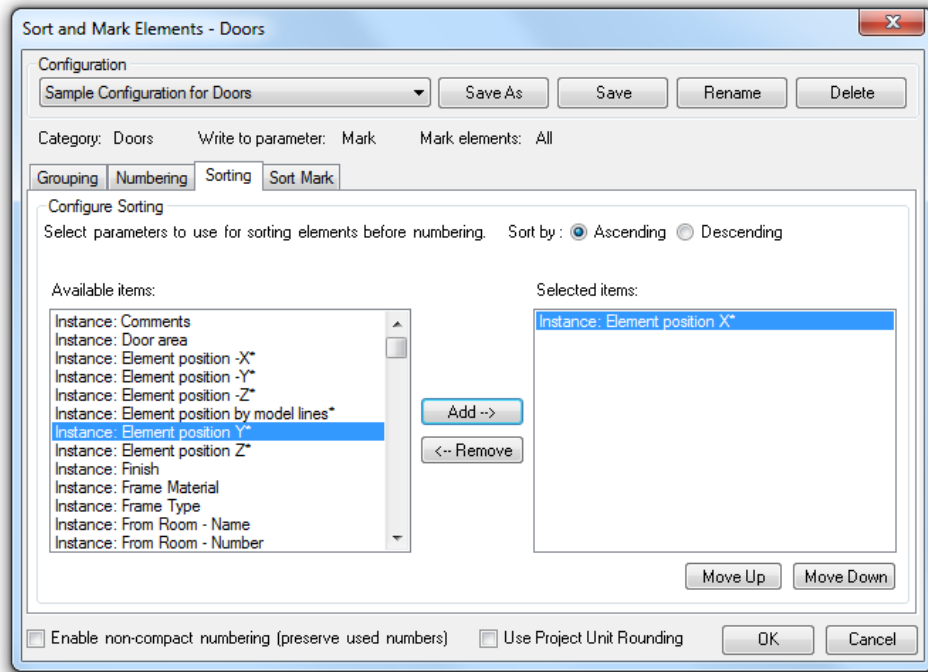 Sort and Mark Elements - Doors
Configuration
Sample Configuration for Doors Save As Save Rename Delete
Category: Doors Write to parameter: Mark Mark elements: All
Grouping Numbering Sorting Sort Mark
Configure Sorting
Select parameters to use for sorting elements before numbering. Sort by : Ascending Descending
Available items: Selected items:
Instance: Comments Instance: Element position X*
Instance: Door area
Instance: Element position -X*
Instance: Element position -Y*
Instance: Element position -Z*
Instance: Element position by model lines* Add -->
Instance: Element position Y*
Instance: Element position Z* <-- Remove
Instance: Finish
Instance: Frame Material
Instance: Frame Type
Instance: From Room - Name
Instance: From Room - Number
Move Up Move Down
Enable non-compact numbering (preserve used numbers) Use Project Unit Rounding OK Cancel